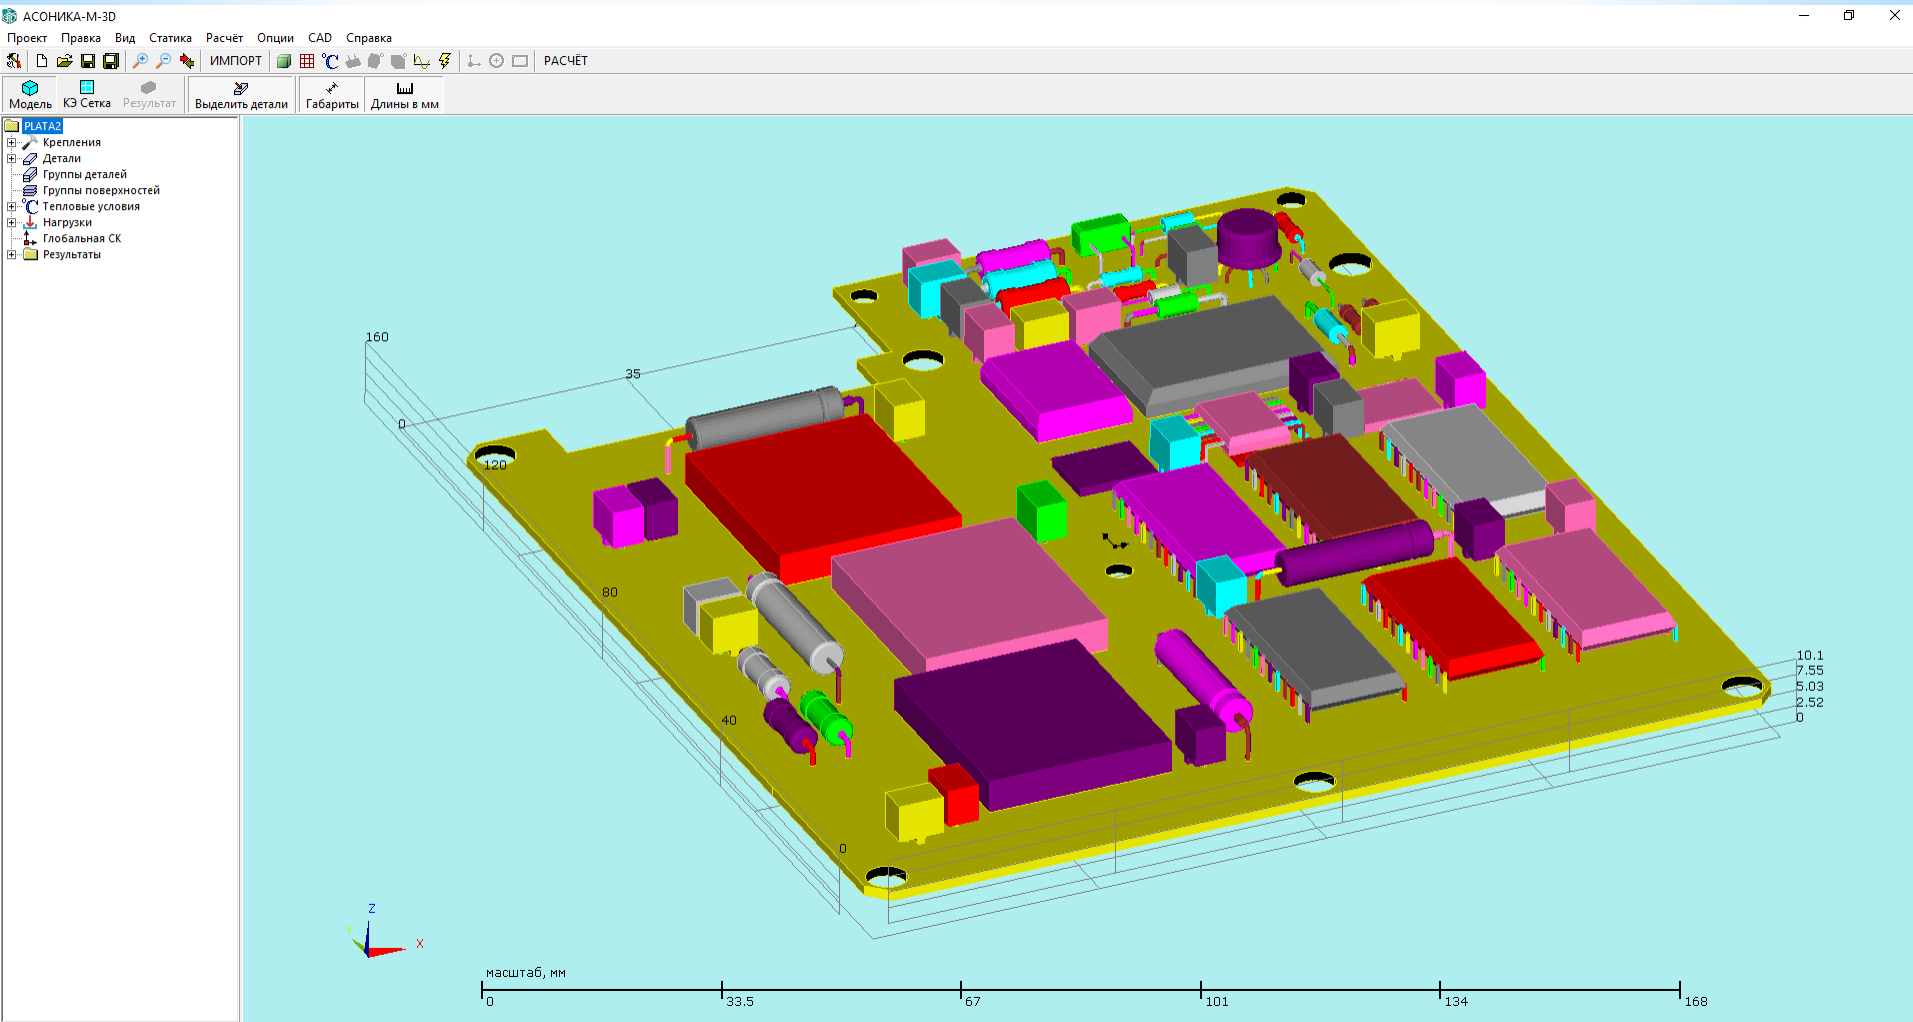 АСОНИКА-М-3D
Проект Правка Вид Статика Расчёт Опции CAD Справка
ИМПОРТ °C РАСЧЁТ
Модель КЭ Сетка Результат Выделить детали Габариты Длины в мм
PLATA2
Крепления
Детали
Группы деталей
Группы поверхностей
°C Тепловые условия
Нагрузки
Глобальная СК
Результаты
160
35
0
120
80
40
0
10.1
7.55
5.03
2.52
0
Z
Y
X
масштаб, мм
0 33.5 67 101 134 168